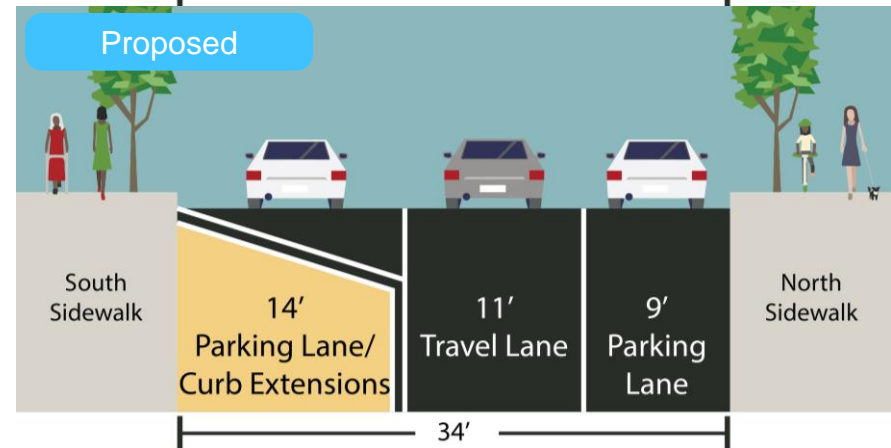 Proposed
South
Sidewalk
14′
Parking Lane/
Curb Extensions
11′
Travel Lane
9′
Parking
Lane
North
Sidewalk
34′